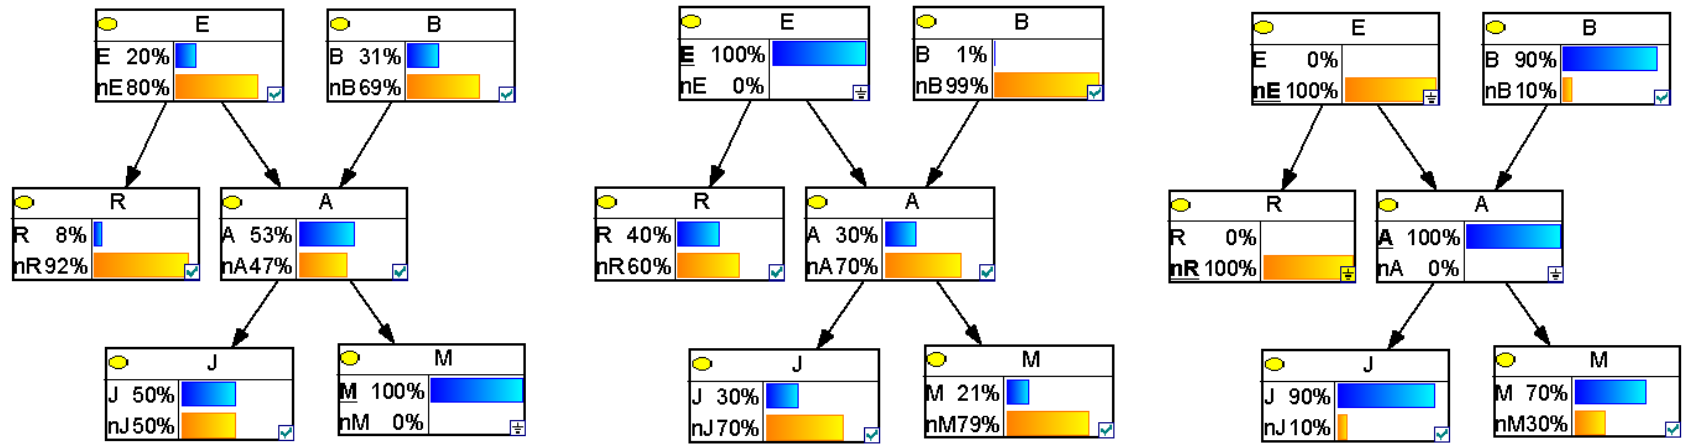 E
E 20%
nE 80%
B
B 31%
nB 69%
R
R 8%
nR 92%
A
A 53%
nA 47%
J
J 50%
nJ 50%
M
M 100%
nM 0%
E
E 100%
nE 0%
B
B 1%
nB 99%
R
R 40%
nR 60%
A
A 30%
nA 70%
J
J 30%
nJ 70%
M
M 21%
nM 79%
E
E 0%
nE 100%
B
B 90%
nB 10%
R
R 0%
nR 100%
A
A 100%
nA 0%
J
J 90%
nJ 10%
M
M 70%
nM 30%